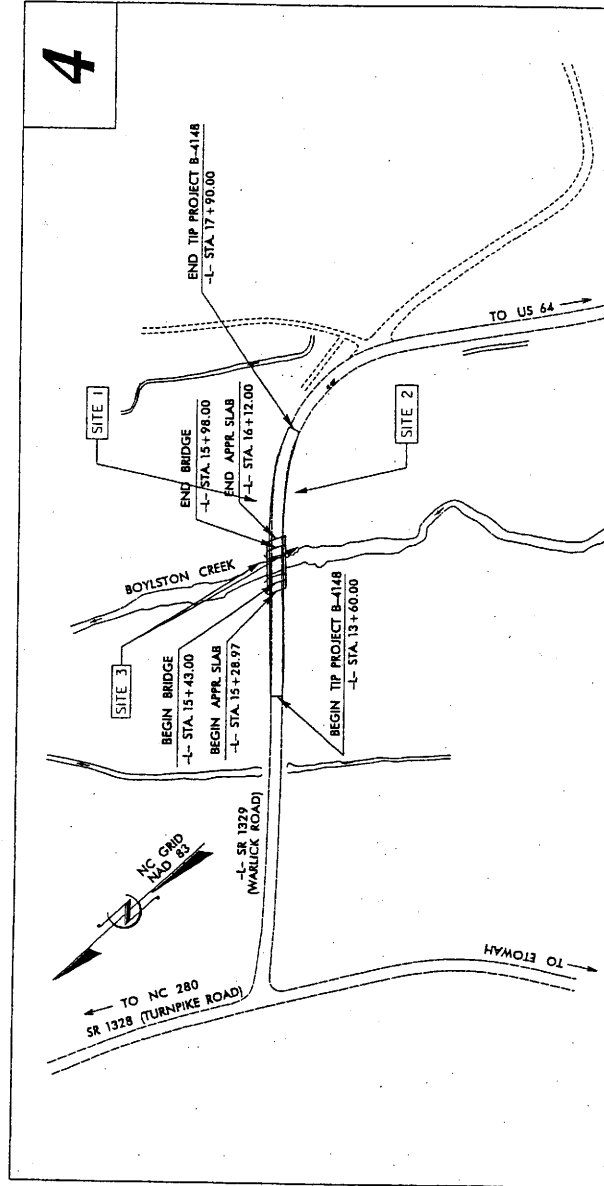 4
NC GRID
NAD 83
TO NC 280
SR 1328 (TURNPIKE ROAD)
TO ETOWAH
-L- SR 1329
(WARLICK ROAD)
SITE 3
BEGIN BRIDGE
-L- STA. 15+43.00
BEGIN APPR. SLAB
-L- STA. 15+28.97
BEGIN TIP PROJECT B-4148
-L- STA. 13+60.00
BOYLSTON CREEK
SITE 1
END BRIDGE
-L- STA. 15+98.00
END APPR. SLAB
-L- STA. 16+12.00
END TIP PROJECT B-4148
-L- STA. 17+90.00
SITE 2
TO US 64